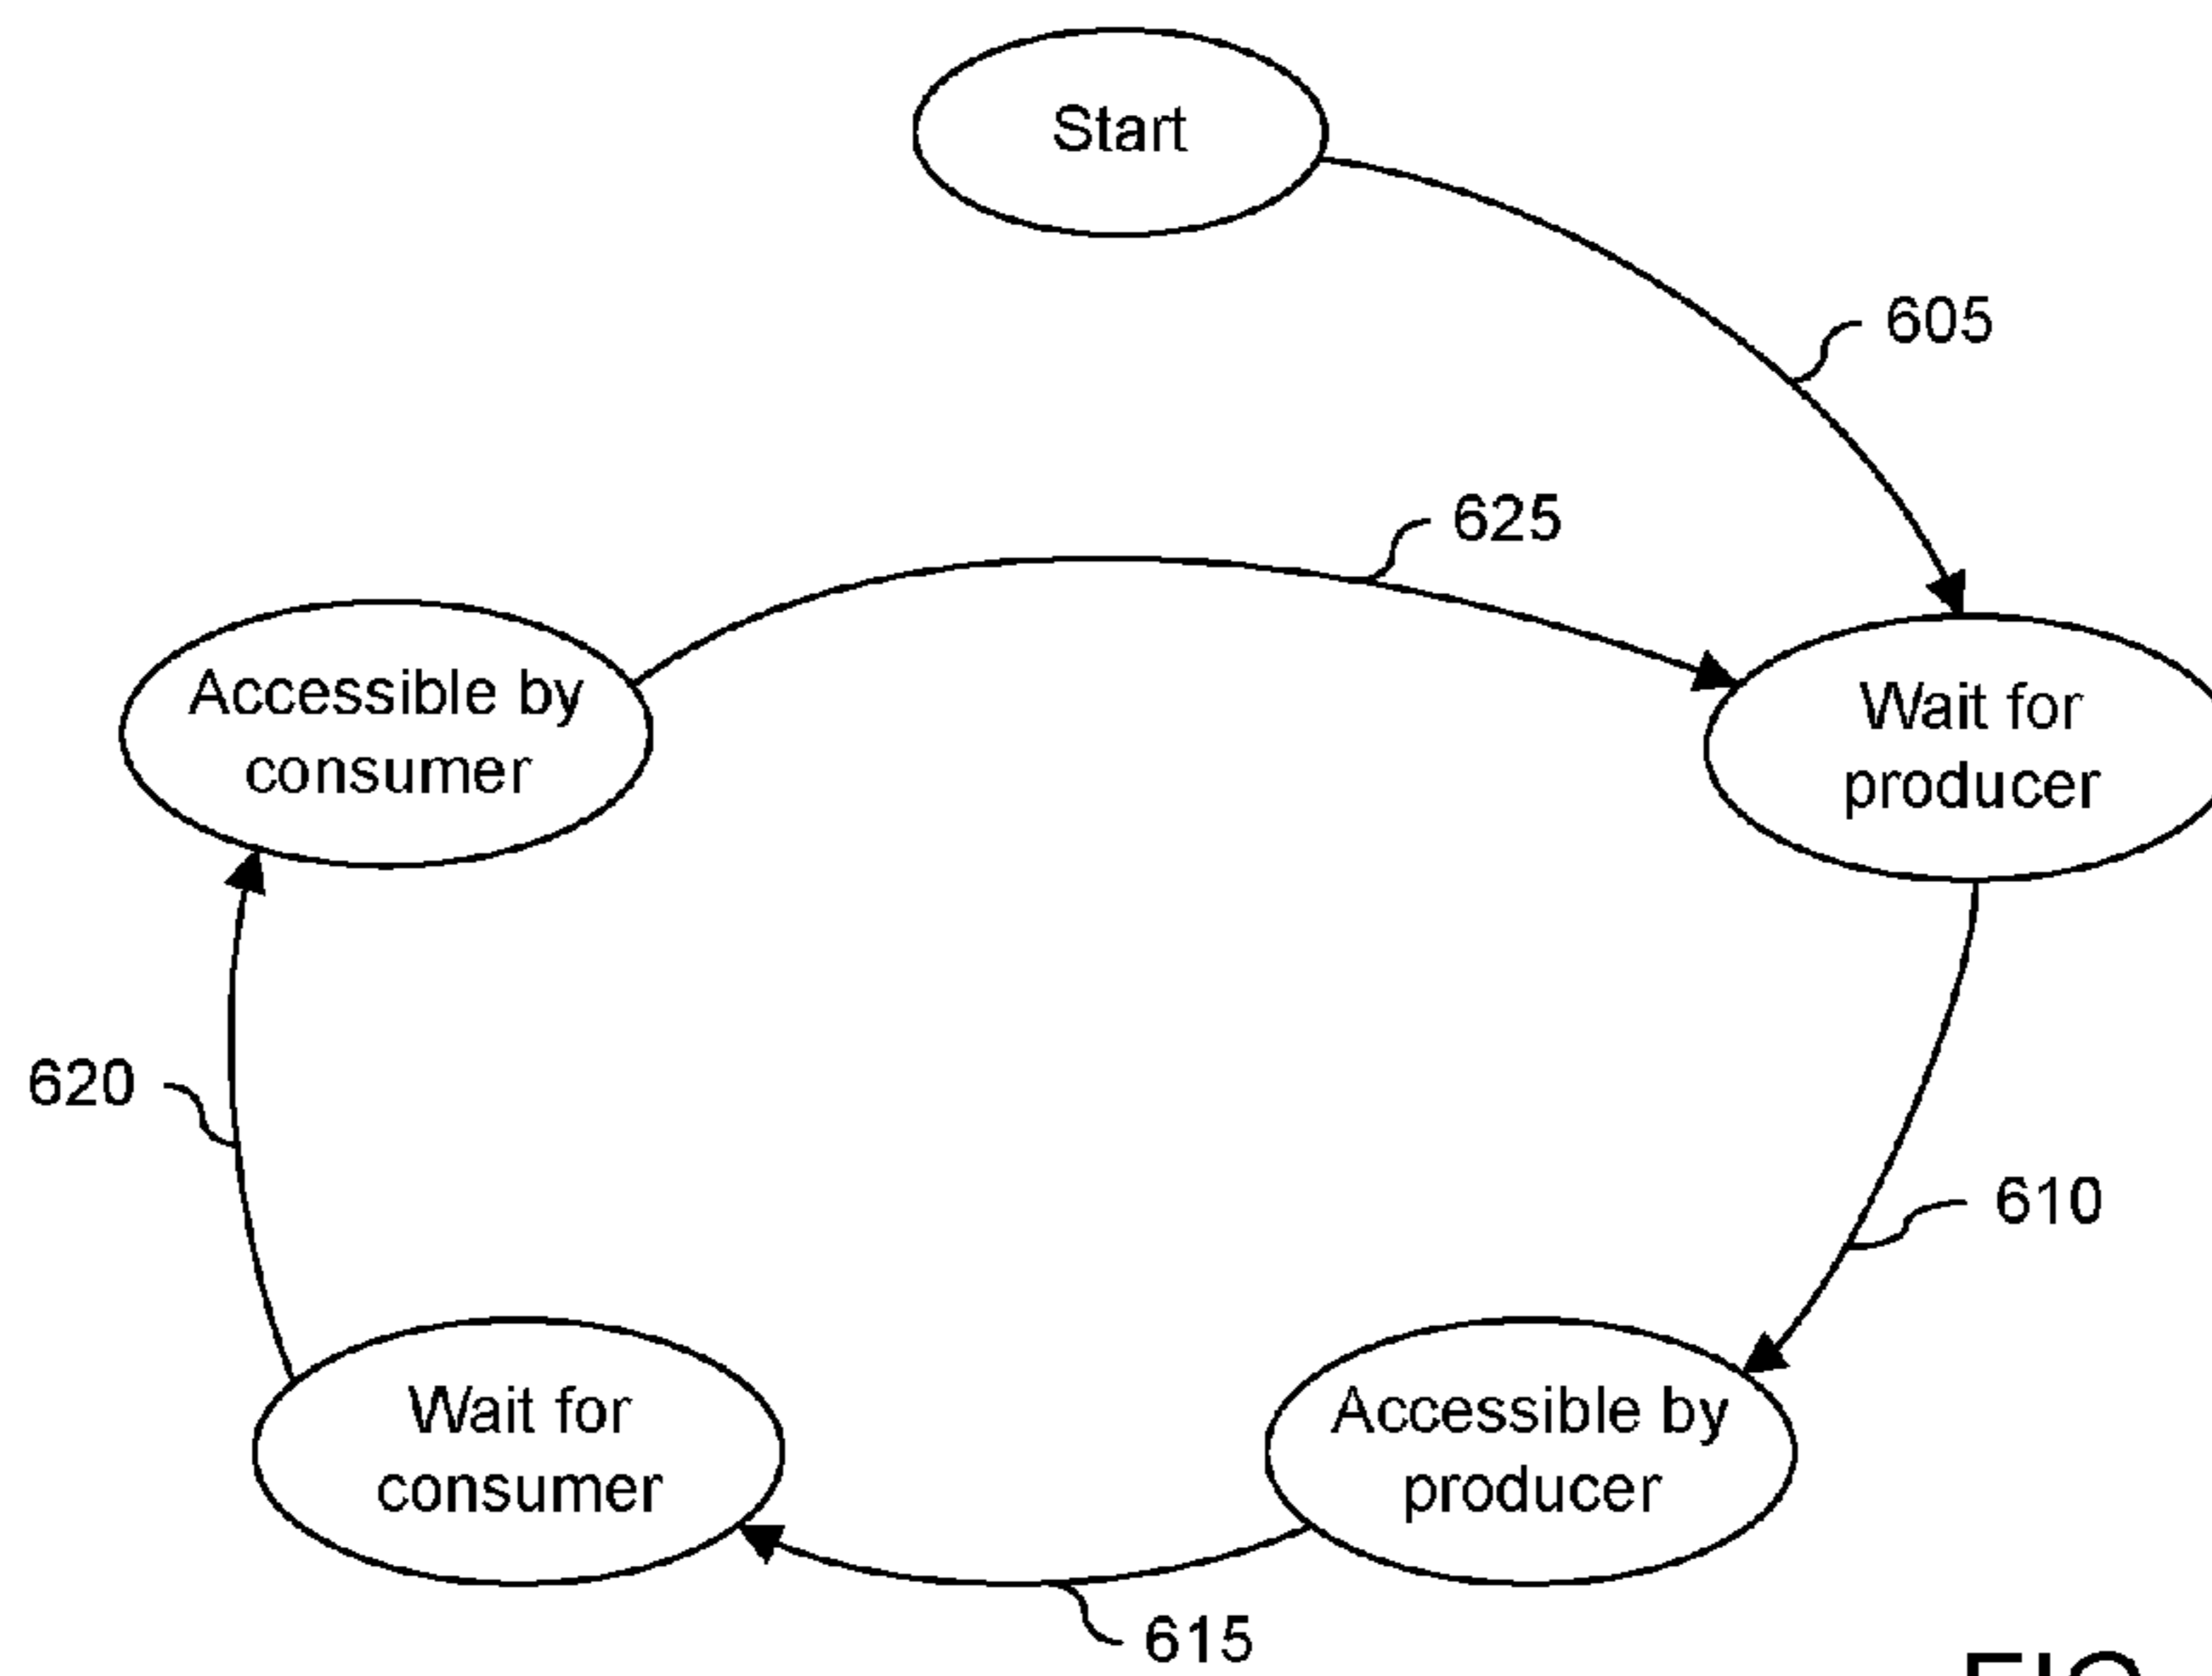 Start
605
625
Accessible by
consumer
Wait for
producer
620
610
Wait for
consumer
Accessible by
producer
615